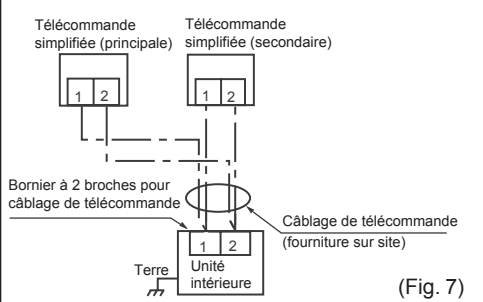 Télécommande
simplifiée (principale)
Télécommande
simplifiée (secondaire)
1 2
1 2
Bornier à 2 broches pour
câblage de télécommande
Câblage de télécommande
(fourniture sur site)
1 2
Terre
Unité
intérieure
(Fig. 7)